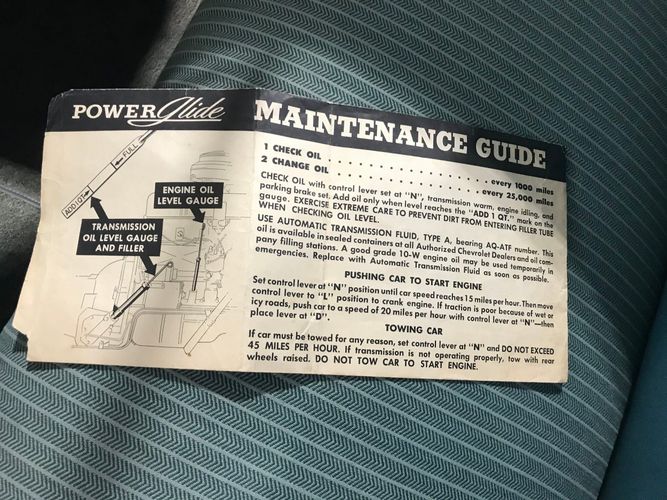 POWERGlide
MAINTENANCE GUIDE
FULL
ADD 1 QT.
ENGINE OIL
LEVEL GAUGE
TRANSMISSION
OIL LEVEL GAUGE
AND FILLER
1 CHECK OIL . . . . . . . . . . . . . . . . every 1000 miles
2 CHANGE OIL . . . . . . . . . . . . . . . every 25,000 miles
CHECK OIL with control lever set at "N", transmission warm, engine idling, and
parking brake set. Add oil only when level reaches the "ADD 1 QT." mark on the
gauge. EXERCISE EXTREME CARE TO PREVENT DIRT FROM ENTERING FILLER TUBE
WHEN CHECKING OIL LEVEL.
USE AUTOMATIC TRANSMISSION FLUID, TYPE A, bearing AQ-ATF number. This
oil is available in sealed containers at all Authorized Chevrolet Dealers and oil com-
pany filling stations. A good grade 10-W engine oil may be used temporarily in
emergencies. Replace with Automatic Transmission Fluid as soon as possible.
PUSHING CAR TO START ENGINE
Set control lever at "N" position until car speed reaches 15 miles per hour. Then move
control lever to "L" position to crank engine. If traction is poor because of wet or
icy roads, push car to a speed of 20 miles per hour with control lever at "N"—then
place lever at "D".
TOWING CAR
If car must be towed for any reason, set control lever at "N" and DO NOT EXCEED
45 MILES PER HOUR. If transmission is not operating properly, tow with rear
wheels raised. DO NOT TOW CAR TO START ENGINE.